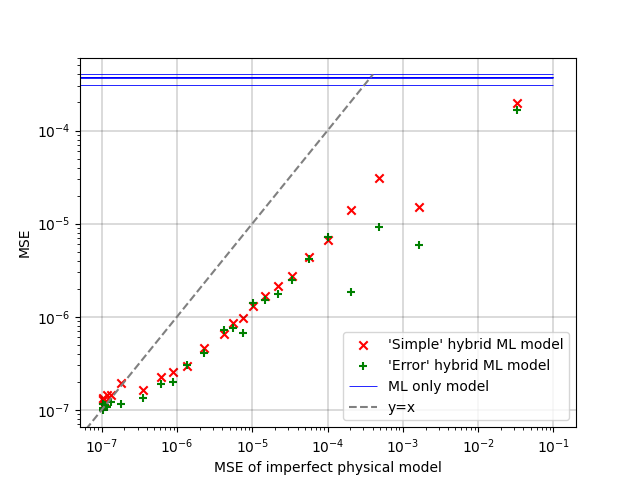 10⁻⁴
10⁻⁵
10⁻⁶
10⁻⁷
MSE
'Simple' hybrid ML model
'Error' hybrid ML model
ML only model
y=x
10⁻⁷ 10⁻⁶ 10⁻⁵ 10⁻⁴ 10⁻³ 10⁻² 10⁻¹
MSE of imperfect physical model